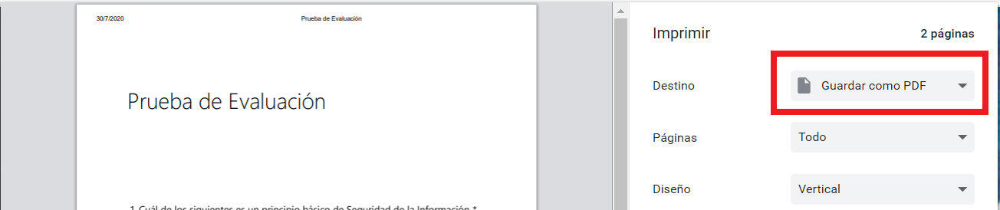 30/7/2020 Prueba de Evaluación
Prueba de Evaluación
1. Cuál de los siguientes es un principio básico de Seguridad de la Información *
Imprimir 2 páginas
Destino Guardar como PDF
Páginas Todo
Diseño Vertical